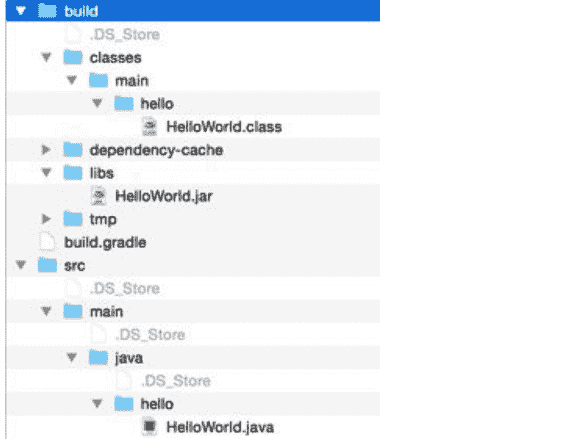 build
.DS_Store
classes
main
hello
HelloWorld.class
dependency-cache
libs
HelloWorld.jar
tmp
build.gradle
src
.DS_Store
main
.DS_Store
java
.DS_Store
hello
HelloWorld.java